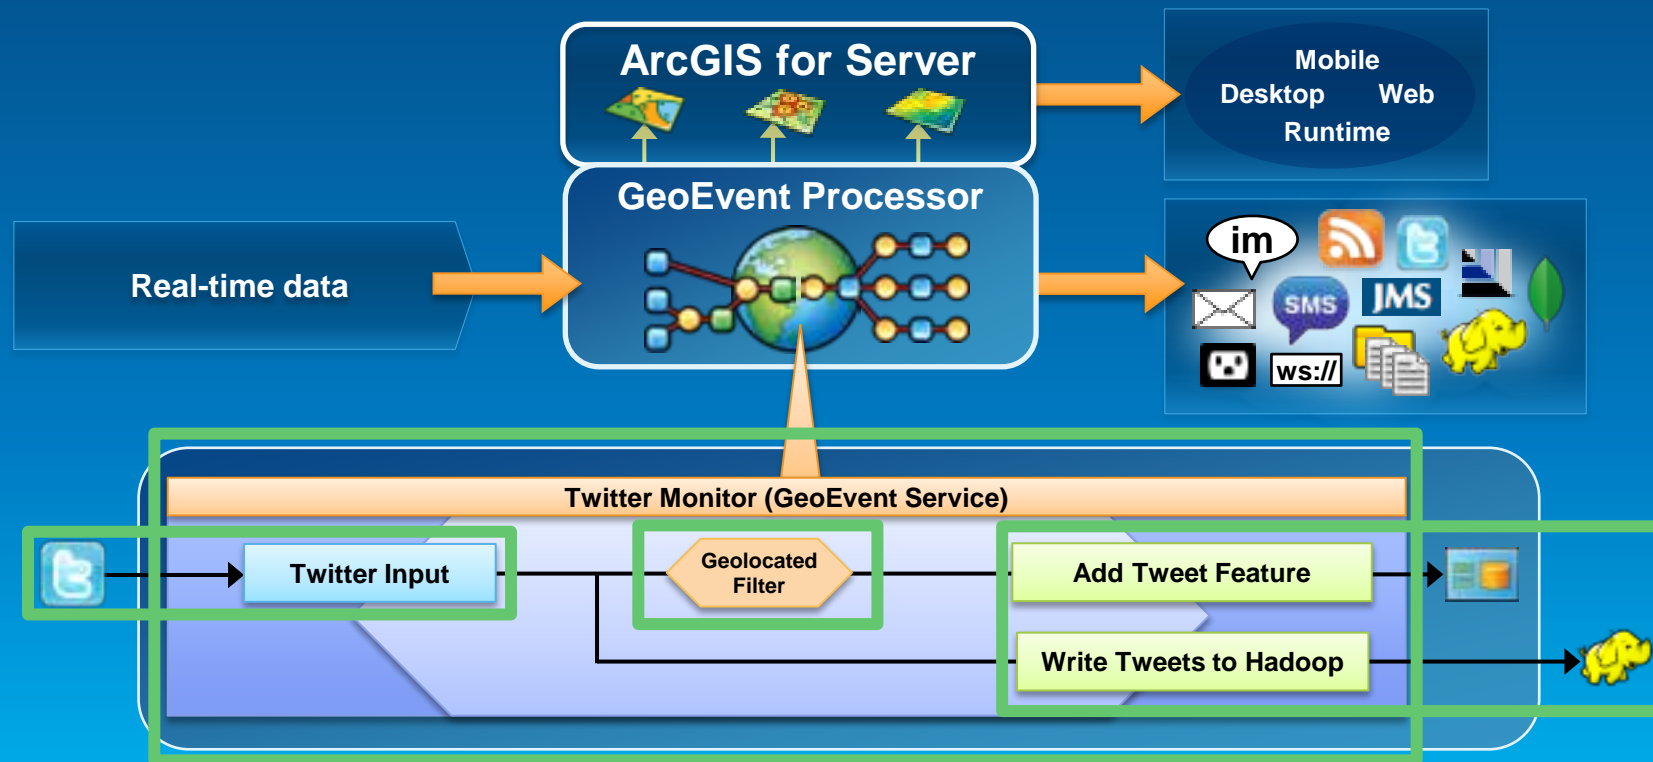 ArcGIS for Server
Mobile
Desktop Web
Runtime
GeoEvent Processor
Real-time data
im
SMS
JMS
ws://
Twitter Monitor (GeoEvent Service)
Twitter Input
Geolocated
Filter
Add Tweet Feature
Write Tweets to Hadoop